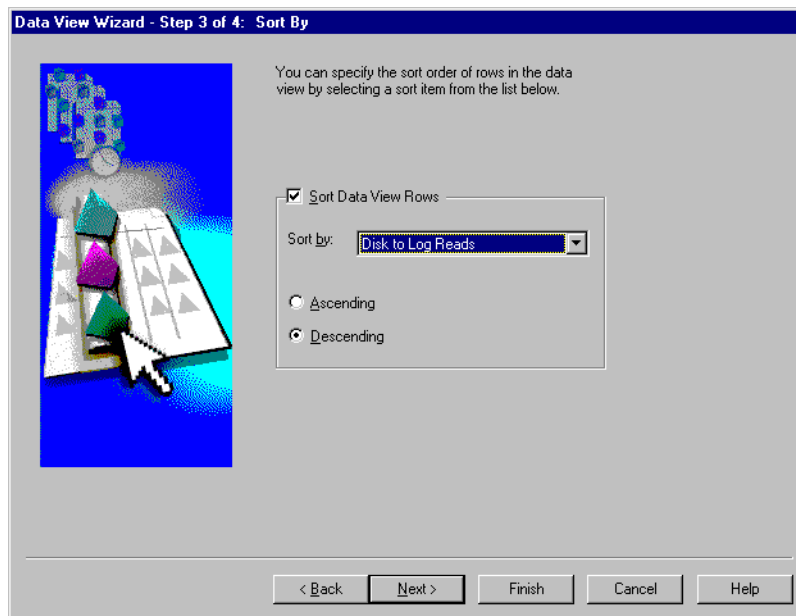 Data View Wizard - Step 3 of 4: Sort By
You can specify the sort order of rows in the data
view by selecting a sort item from the list below.
Sort Data View Rows
Sort by: Disk to Log Reads
Ascending
Descending
< Back Next > Finish Cancel Help